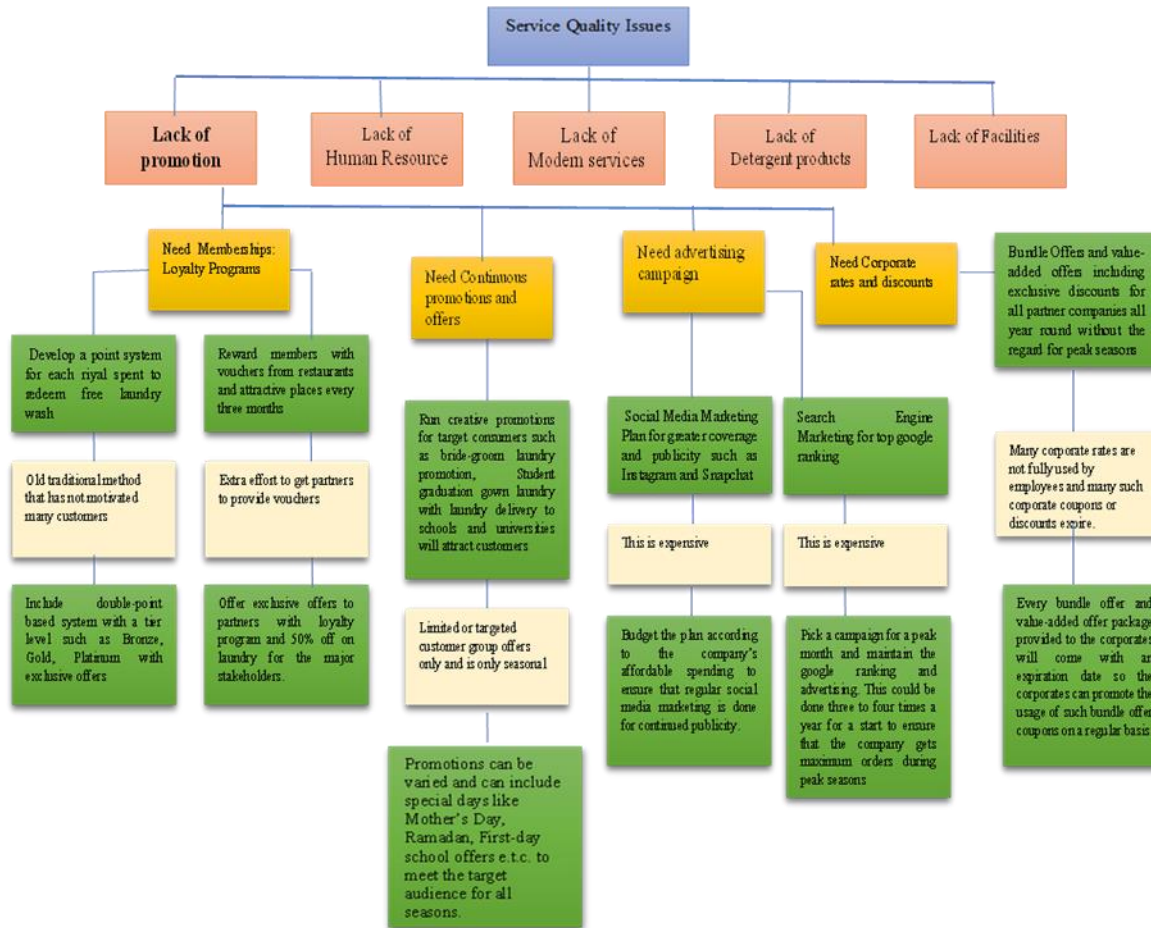 Service Quality Issues
Lack of
promotion
Lack of
Human Resource
Lack of
Modern services
Lack of
Detergent products
Lack of Facilities
Need Memberships:
Loyalty Programs
Need Continuous
promotions and
offers
Need advertising
campaign
Need Corporate
rates and discounts
Bundle Offers and value-
added offers including
exclusive discounts for
all partner companies all
year round without the
regard for peak seasons
Develop a point system
for each riyal spent to
redeem free laundry
wash
Reward members with
vouchers from restaurants
and attractive places every
three months
Run creative promotions
for target consumers such
as bride-groom laundry
promotion, Student
graduation gown laundry
with laundry delivery to
schools and universities
will attract customers
Social Media Marketing
Plan for greater coverage
and publicity such as
Instagram and Snapchat
Search Engine
Marketing for top google
ranking
Many corporate rates are
not fully used by
employees and many such
corporate coupons or
discounts expire.
Old traditional method
that has not motivated
many customers
Extra effort to get partners
to provide vouchers
This is expensive
This is expensive
Include double-point
based system with a tier
level such as Bronze,
Gold, Platinum with
exclusive offers
Offer exclusive offers to
partners with loyalty
program and 50% off on
laundry for the major
stakeholders.
Limited or targeted
customer group offers
only and is only seasonal
Budget the plan according
to the company's
affordable spending to
ensure that regular social
media marketing is done
for continued publicity.
Pick a campaign for a peak
month and maintain the
google ranking and
advertising. This could be
done three to four times a
year for a start to ensure
that the company gets
maximum orders during
peak seasons
Every bundle offer and
value-added offer package
provided to the corporates
will come with an
expiration date so the
corporates can promote the
usage of such bundle offer
coupons on a regular basis
Promotions can be
varied and can include
special days like
Mother's Day,
Ramadan, First-day
school offers e.t.c. to
meet the target
audience for all
seasons.